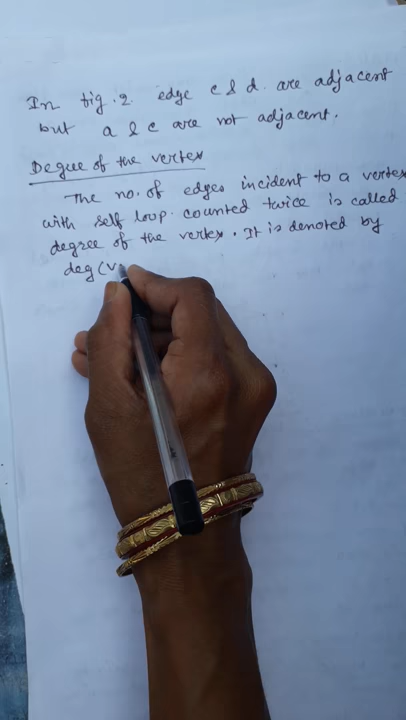 In fig. 2. edge c & d. are adjacent
but a & c are not adjacent.
Degee of the vertex
The no. of edges incident to a vertex
with self loop. counted twice is called
degree of the vertex. It is denoted by
deg (v